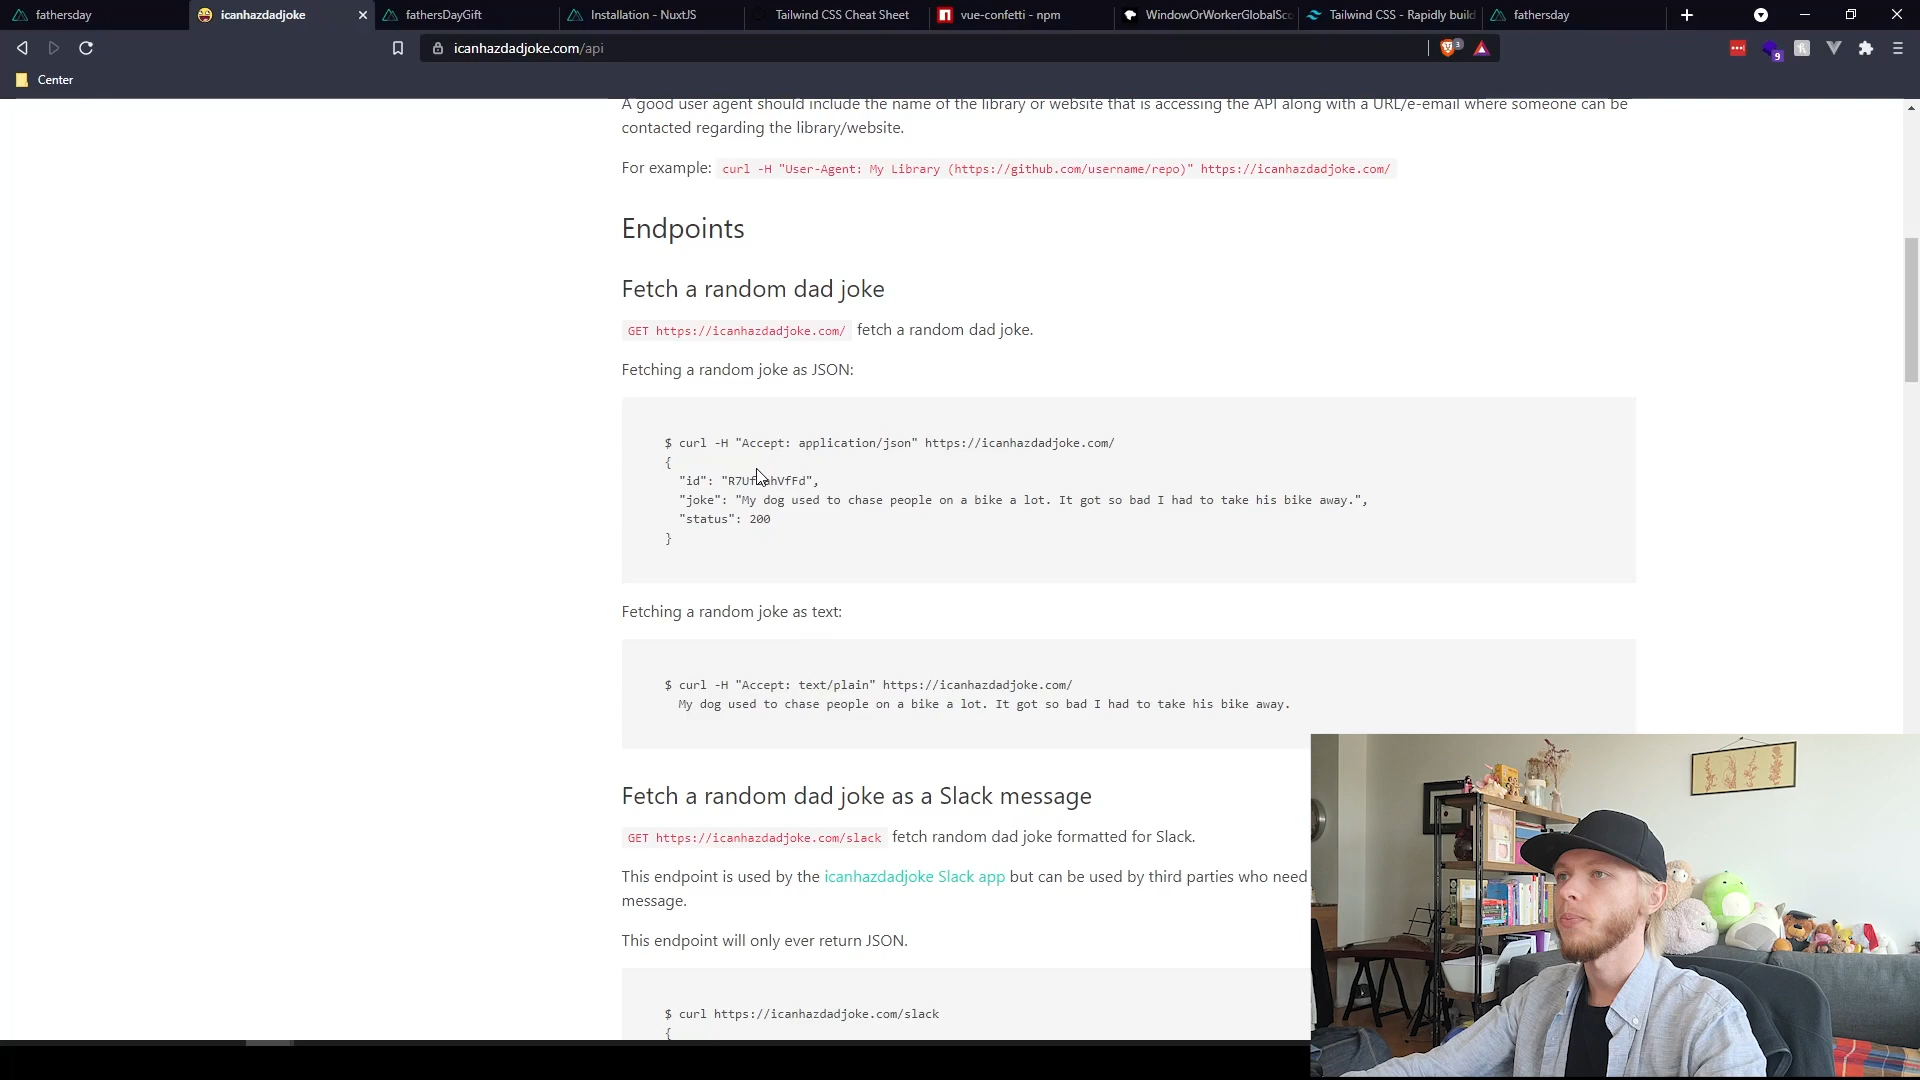 fathersday
icanhazdadjoke
fathersDayGift
Installation - NuxtJS
Tailwind CSS Cheat Sheet
vue-confetti - npm
WindowOrWorkerGlobalSco
Tailwind CSS - Rapidly build
fathersday
icanhazdadjoke.com/api
3
9
Center
A good user agent should include the name of the library or website that is accessing the API along with a URL/e-email where someone can be
contacted regarding the library/website.
For example: curl -H "User-Agent: My Library (https://github.com/username/repo)" https://icanhazdadjoke.com/
Endpoints
Fetch a random dad joke
GET https://icanhazdadjoke.com/ fetch a random dad joke.
Fetching a random joke as JSON:
$ curl -H "Accept: application/json" https://icanhazdadjoke.com/
{
"id":
"joke": "My dog used to chase people on a bike a lot. It got so bad I had to take his bike away.",
"status": 200
}
Fetching a random joke as text:
$ curl -H "Accept: text/plain" https://icanhazdadjoke.com/
My dog used to chase people on a bike a lot. It got so bad I had to take his bike away.
Fetch a random dad joke as a Slack message
GET https://icanhazdadjoke.com/slack fetch random dad joke formatted for Slack.
This endpoint is used by the icanhazdadjoke Slack app but can be used by third parties who need
message.
This endpoint will only ever return JSON.
$ curl https://icanhazdadjoke.com/slack
{